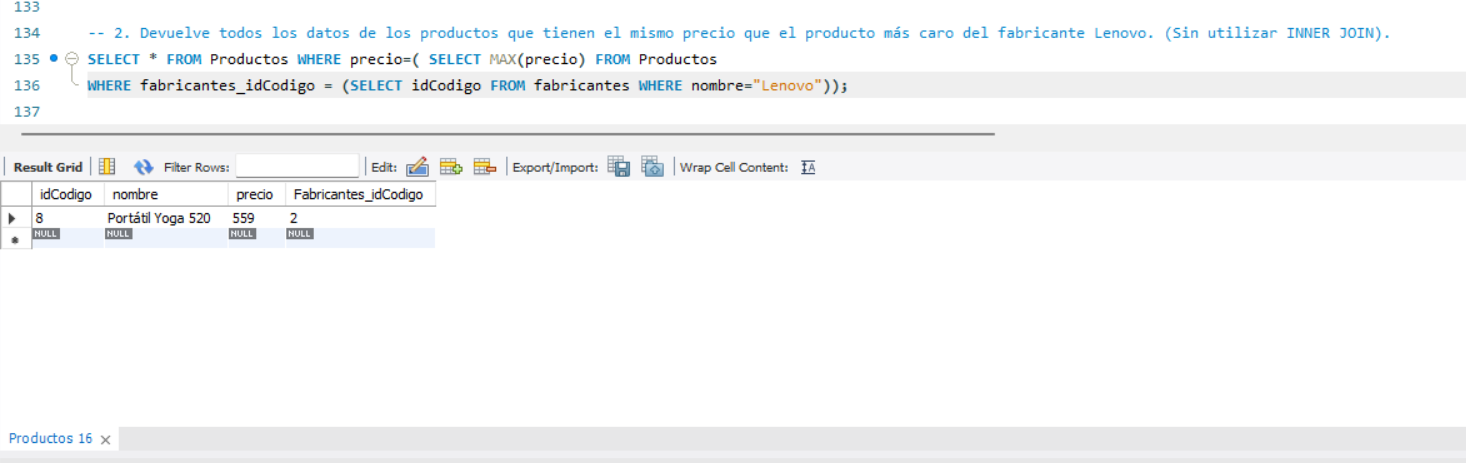 133
134 -- 2. Devuelve todos los datos de los productos que tienen el mismo precio que el producto más caro del fabricante Lenovo. (Sin utilizar INNER JOIN).
135 SELECT * FROM Productos WHERE precio=( SELECT MAX(precio) FROM Productos
136 WHERE fabricantes_idCodigo = (SELECT idCodigo FROM fabricantes WHERE nombre="Lenovo"));
137
Result Grid Filter Rows: Edit: Export/Import: Wrap Cell Content: IA
idCodigo nombre precio Fabricantes_idCodigo
8 Portátil Yoga 520 559 2
NULL NULL NULL NULL
Productos 16 ×